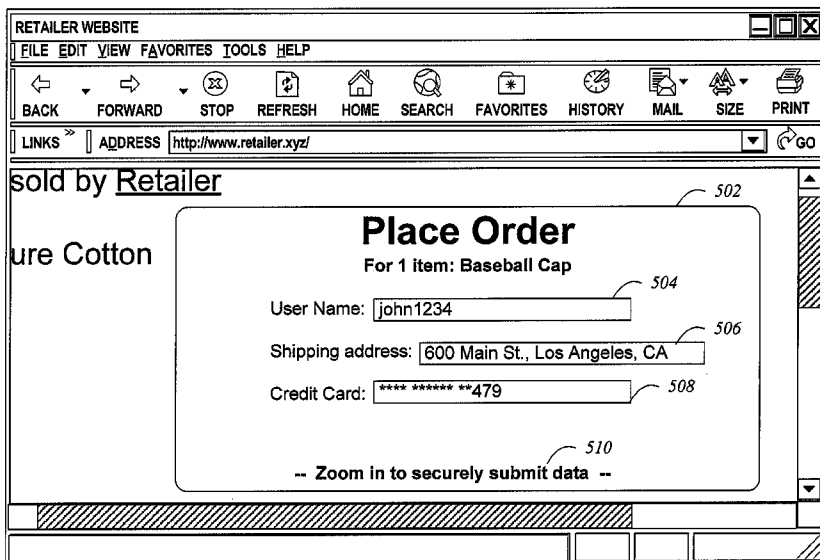 RETAILER WEBSITE
FILE EDIT VIEW FAVORITES TOOLS HELP
BACK FORWARD STOP REFRESH HOME SEARCH FAVORITES HISTORY MAIL SIZE PRINT
LINKS » ADDRESS http://www.retailer.xyz/ GO
sold by Retailer
502
Place Order
ure Cotton
For 1 item: Baseball Cap
504
User Name: john1234
506
Shipping address: 600 Main St., Los Angeles, CA
Credit Card: **** ****** **479 508
510
-- Zoom in to securely submit data --